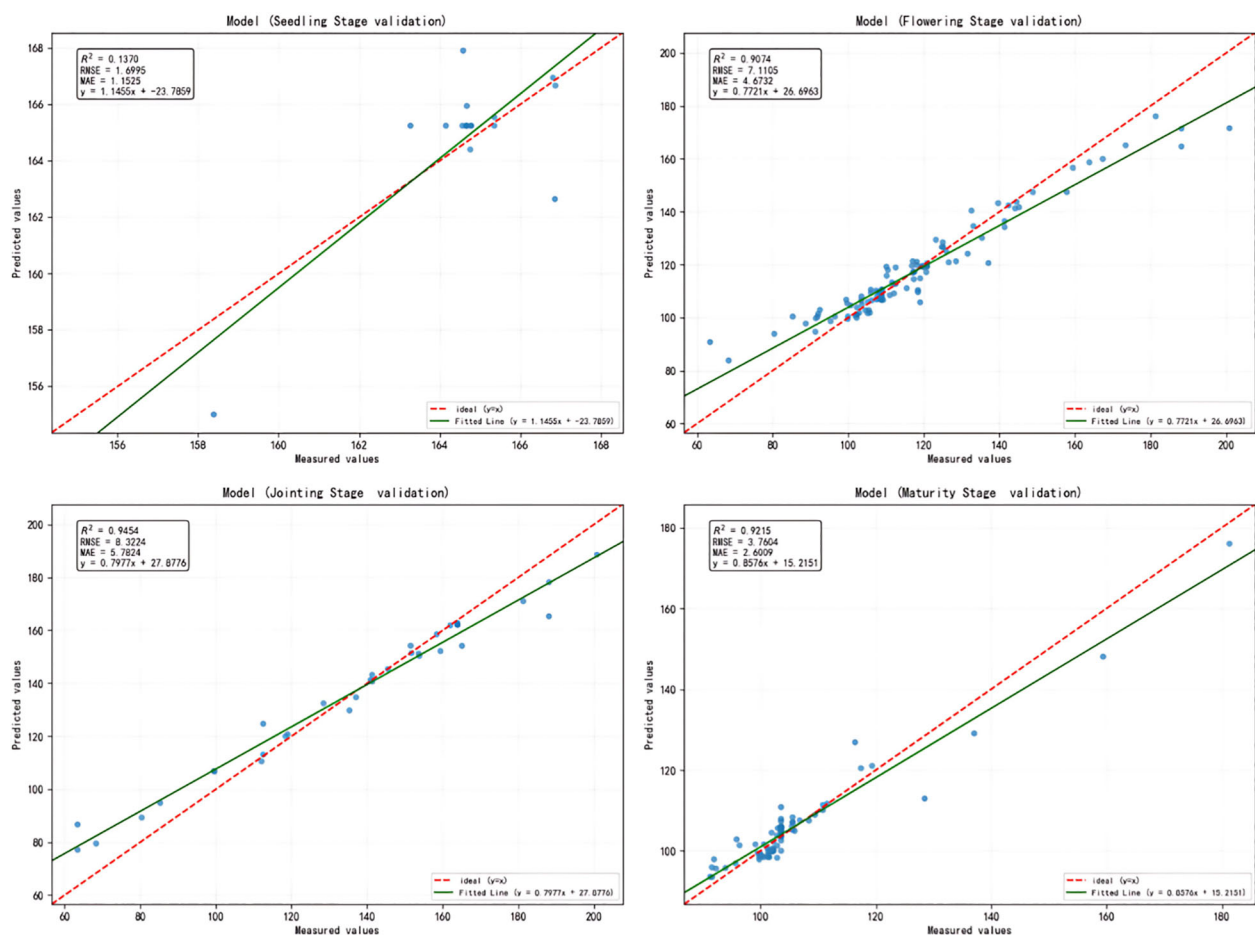 Model (Seedling Stage validation)
R² = 0.1370
RMSE = 1.6995
MAE = 1.1525
y = 1.1455x + -23.7859
168
166
164
162
160
158
156
Predicted values
156 158 160 162 164 166 168
Measured values
ideal (y=x)
Fitted Line (y = 1.1455x + -23.7859)
Model (Flowering Stage validation)
R² = 0.9074
RMSE = 7.1105
MAE = 4.6732
y = 0.7721x + 26.6963
200
180
160
140
120
100
80
60
Predicted values
60 80 100 120 140 160 180 200
Measured values
ideal (y=x)
Fitted Line (y = 0.7721x + 26.6963)
Model (Jointing Stage validation)
R² = 0.9454
RMSE = 8.3224
MAE = 5.7824
y = 0.7977x + 27.8776
200
180
160
140
120
100
80
60
Predicted values
60 80 100 120 140 160 180 200
Measured values
ideal (y=x)
Fitted Line (y = 0.7977x + 27.8776)
Model (Maturity Stage validation)
R² = 0.9215
RMSE = 3.7604
MAE = 2.6009
y = 0.8576x + 15.2151
180
160
140
120
100
Predicted values
100 120 140 160 180
Measured values
ideal (y=x)
Fitted Line (y = 0.8576x + 15.2151)